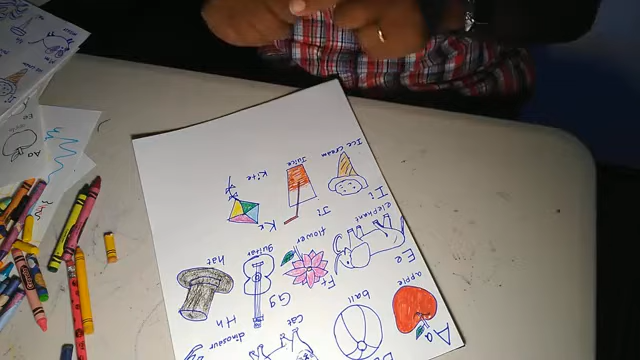 Aa
apple
ball
cat
dinosaur
Ee
elephant
Ff
flower
Gg
guitar
Hh
hat
Ii
Ice cream
Jj
Juice
Kk
Kite
Aa